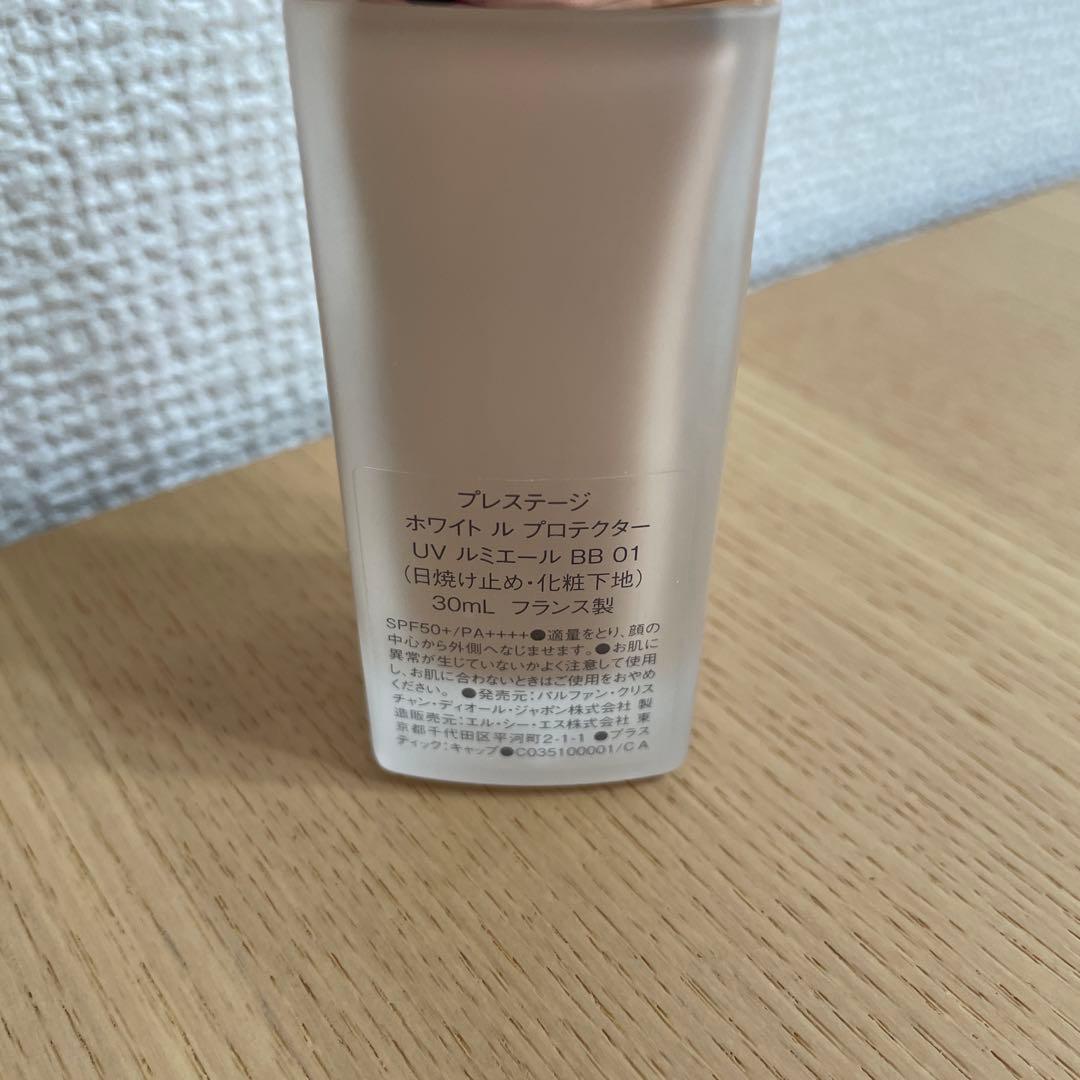 プレステージ
ホワイト ル プロテクター
UV ルミエール BB 01
(日焼け止め・化粧下地)
30mL フランス製
SPF50+/PA++++●適量をとり、顔の
中心から外側へなじませます。●お肌に
異常が生じていないかよく注意して使用
し、お肌に合わないときはご使用をおやめ
ください。 ●発売元:パルファン・クリス
チャン・ディオール・ジャポン株式会社 製
造販売元:エル・シー・エス株式会社 東
京都千代田区平河町2-1-1 ●プラス
ティック:キャップ●C035100001/C A